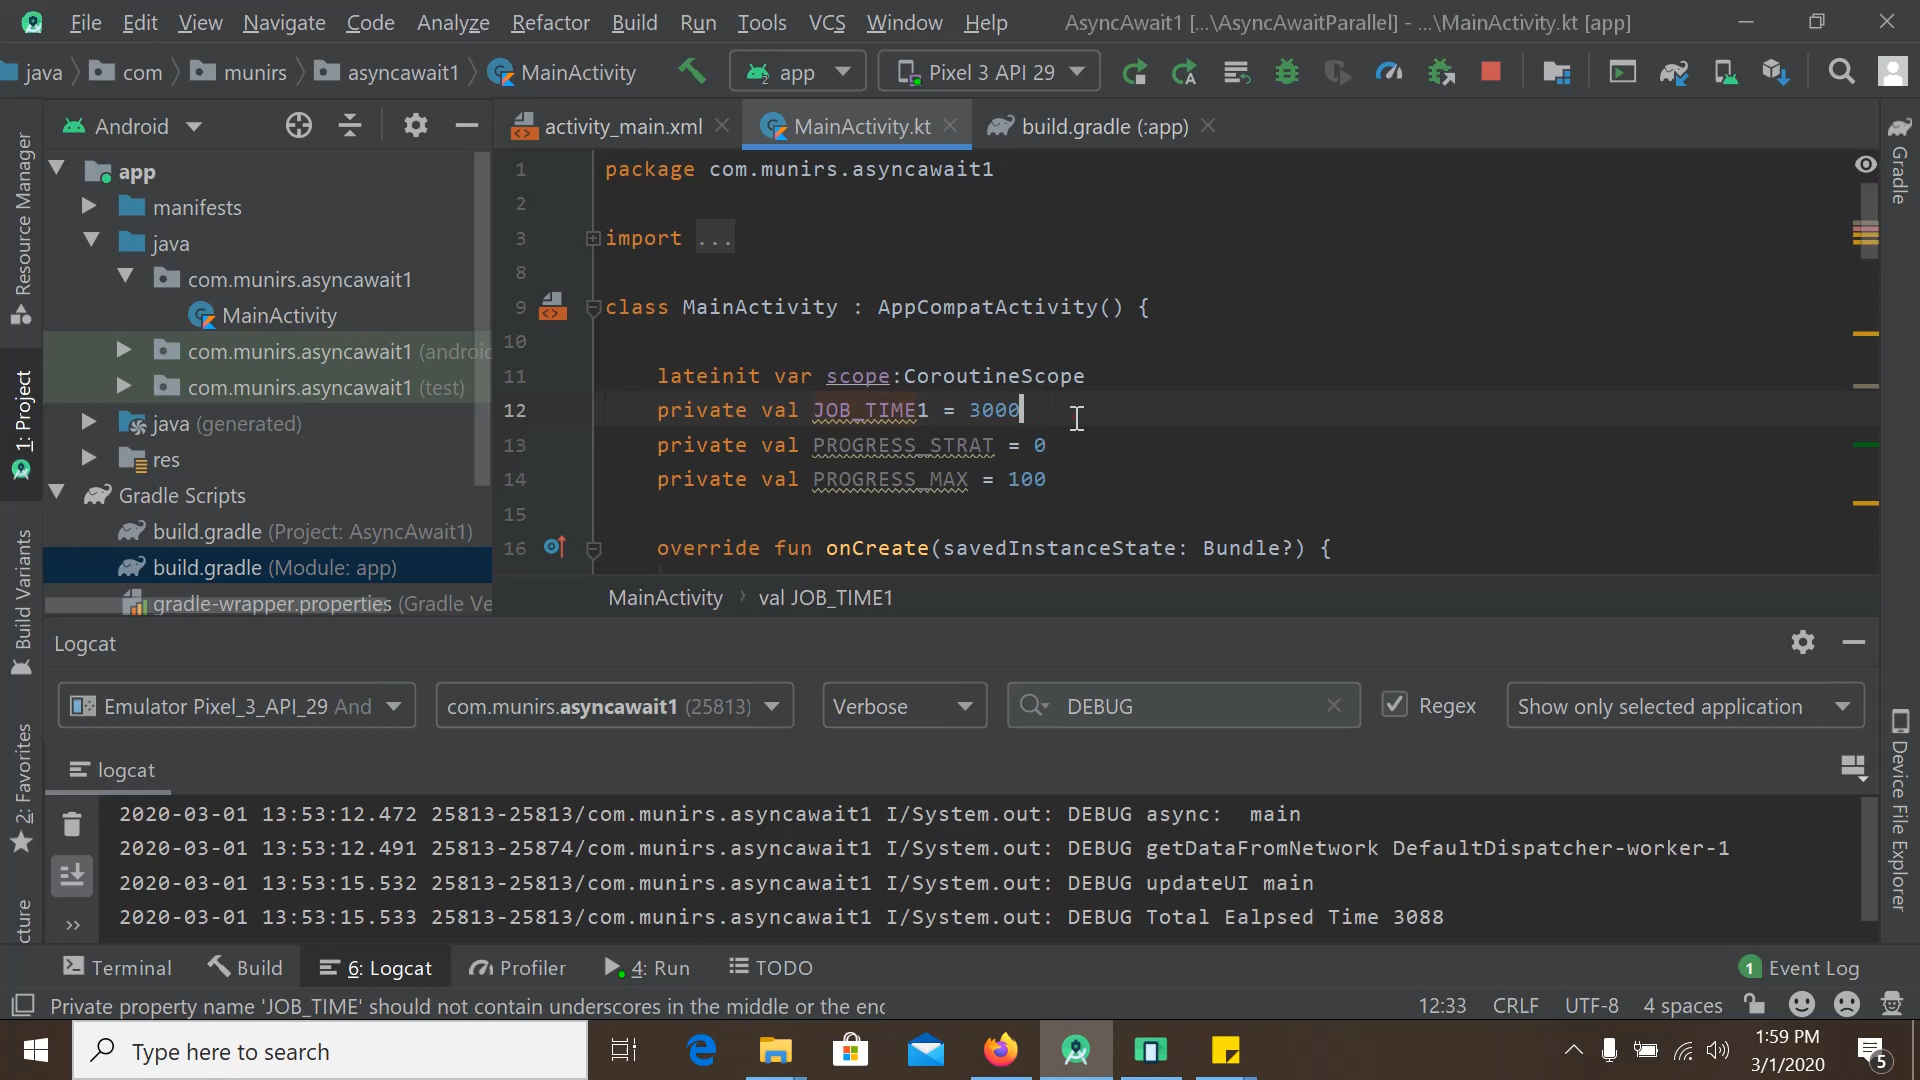 File Edit View Navigate Code Analyze Refactor Build Run Tools VCS Window Help AsyncAwait1 [...\AsyncAwaitParallel] - ...\MainActivity.kt [app]
java com munirs asyncawait1 MainActivity app Pixel 3 API 29
Android activity_main.xml MainActivity.kt build.gradle (:app)
Resource Manager
1: Project
Build Variants
2: Favorites
cture
app
manifests
java
com.munirs.asyncawait1
MainActivity
com.munirs.asyncawait1 (androic
com.munirs.asyncawait1 (test)
java (generated)
res
Gradle Scripts
build.gradle (Project: AsyncAwait1)
build.gradle (Module: app)
gradle-wrapper.properties (Gradle Ve
1 package com.munirs.asyncawait1
2
3 import ...
8
9 class MainActivity : AppCompatActivity() {
10
11 lateinit var scope:CoroutineScope
12 private val JOB_TIME1 = 3000
13 private val PROGRESS_STRAT = 0
14 private val PROGRESS_MAX = 100
15
16 override fun onCreate(savedInstanceState: Bundle?) {
MainActivity › val JOB_TIME1
Gradle
Device File Explorer
Logcat
Emulator Pixel_3_API_29 And com.munirs.asyncawait1 (25813) Verbose DEBUG Regex Show only selected application
logcat
2020-03-01 13:53:12.472 25813-25813/com.munirs.asyncawait1 I/System.out: DEBUG async:  main
2020-03-01 13:53:12.491 25813-25874/com.munirs.asyncawait1 I/System.out: DEBUG getDataFromNetwork DefaultDispatcher-worker-1
2020-03-01 13:53:15.532 25813-25813/com.munirs.asyncawait1 I/System.out: DEBUG updateUI main
2020-03-01 13:53:15.533 25813-25813/com.munirs.asyncawait1 I/System.out: DEBUG Total Ealpsed Time 3088
Terminal Build 6: Logcat Profiler 4: Run TODO 1 Event Log
Private property name 'JOB_TIME' should not contain underscores in the middle or the enc 12:33 CRLF UTF-8 4 spaces
Type here to search
1:59 PM
3/1/2020
5